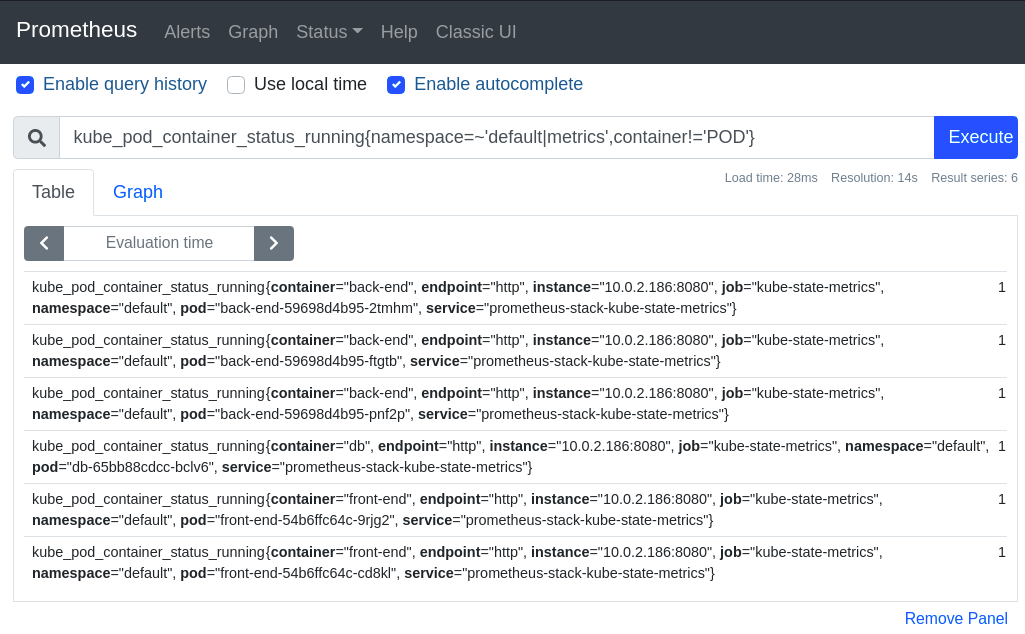 Prometheus Alerts Graph Status Help Classic UI
Enable query history Use local time Enable autocomplete
kube_pod_container_status_running{namespace=~'default|metrics',container!='POD'} Execute
Load time: 28ms Resolution: 14s Result series: 6
Table Graph
Evaluation time
kube_pod_container_status_running{container="back-end", endpoint="http", instance="10.0.2.186:8080", job="kube-state-metrics", 1
namespace="default", pod="back-end-59698d4b95-2tmhm", service="prometheus-stack-kube-state-metrics"}
kube_pod_container_status_running{container="back-end", endpoint="http", instance="10.0.2.186:8080", job="kube-state-metrics", 1
namespace="default", pod="back-end-59698d4b95-ftgtb", service="prometheus-stack-kube-state-metrics"}
kube_pod_container_status_running{container="back-end", endpoint="http", instance="10.0.2.186:8080", job="kube-state-metrics", 1
namespace="default", pod="back-end-59698d4b95-pnf2p", service="prometheus-stack-kube-state-metrics"}
kube_pod_container_status_running{container="db", endpoint="http", instance="10.0.2.186:8080", job="kube-state-metrics", namespace="default", 1
pod="db-65bb88cdcc-bclv6", service="prometheus-stack-kube-state-metrics"}
kube_pod_container_status_running{container="front-end", endpoint="http", instance="10.0.2.186:8080", job="kube-state-metrics", 1
namespace="default", pod="front-end-54b6ffc64c-9rjg2", service="prometheus-stack-kube-state-metrics"}
kube_pod_container_status_running{container="front-end", endpoint="http", instance="10.0.2.186:8080", job="kube-state-metrics", 1
namespace="default", pod="front-end-54b6ffc64c-cd8kl", service="prometheus-stack-kube-state-metrics"}
Remove Panel